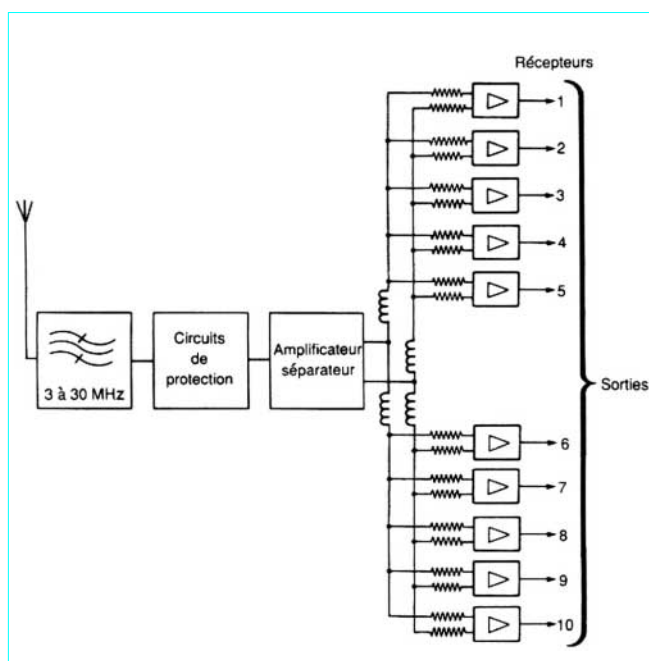 Récepteurs
1
2
3
4
5
3 à 30 MHz
Circuits
de
protection
Amplificateur
séparateur
Sorties
6
7
8
9
10